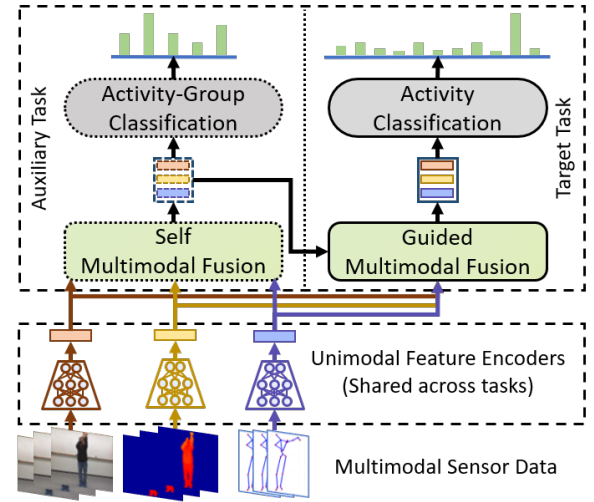 Auxiliary Task
Activity-Group
Classification
Self
Multimodal Fusion
Activity
Classification
Guided
Multimodal Fusion
Target Task
Unimodal Feature Encoders
(Shared across tasks)
Multimodal Sensor Data